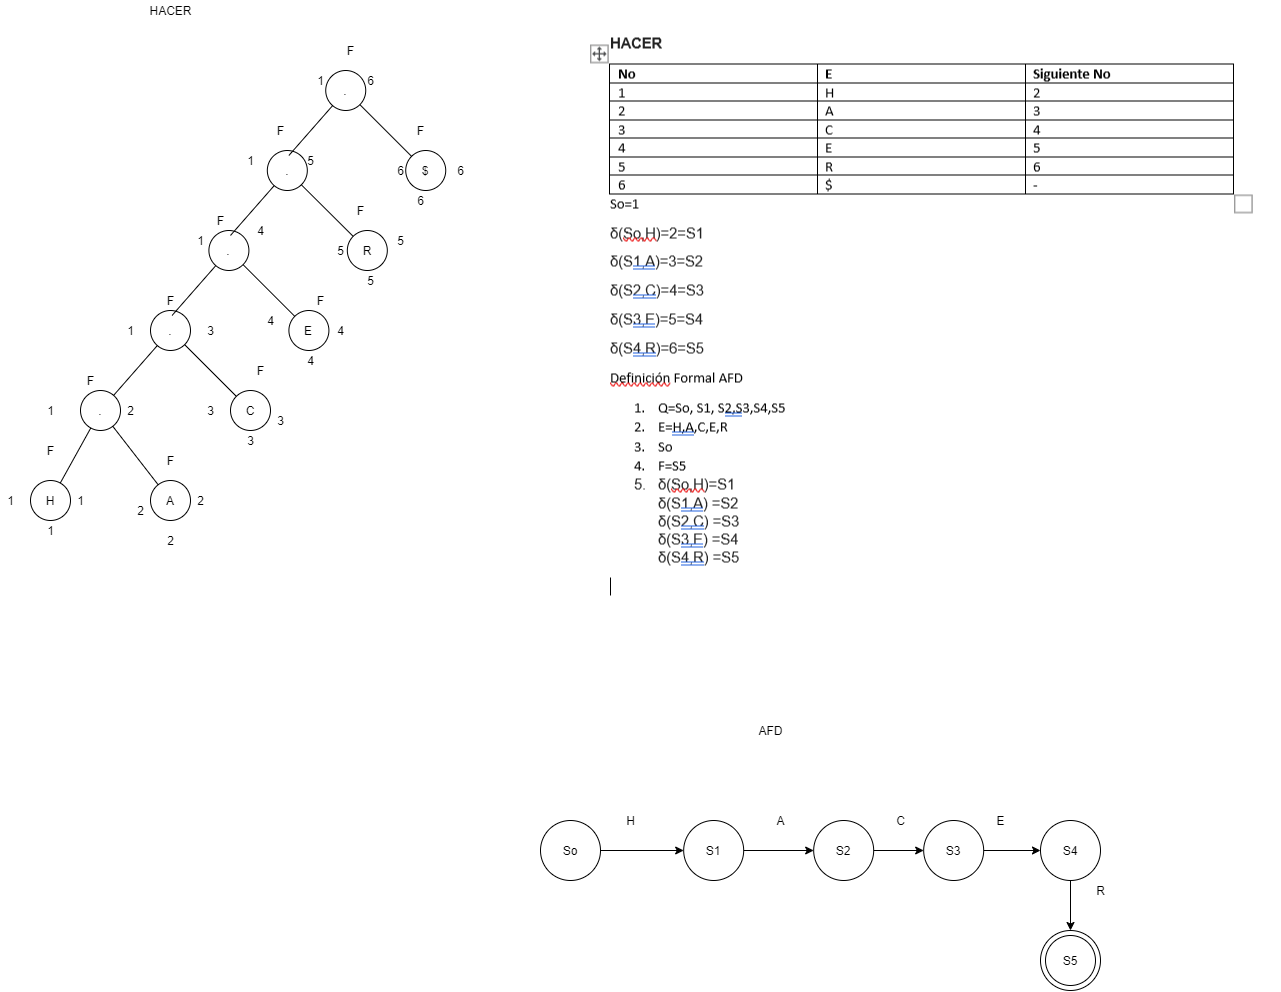 HACER
F
1 6
.
F F
1 5 6 $ 6
. 6
F F
1 4 5 R 5
. 5
F F
1 3 4 E 4
. 4
F F
1 2 3 C 3
. 3
F F
1 H 1 2 A 2
1 2
HACER
No E Siguiente No
1 H 2
2 A 3
3 C 4
4 E 5
5 R 6
6 $ -
So=1
δ(So,H)=2=S1
δ(S1,A)=3=S2
δ(S2,C)=4=S3
δ(S3,E)=5=S4
δ(S4,R)=6=S5
Definición Formal AFD
1. Q=So, S1, S2,S3,S4,S5
2. E=H,A,C,E,R
3. So
4. F=S5
5. δ(So,H)=S1
δ(S1,A) =S2
δ(S2,C) =S3
δ(S3,E) =S4
δ(S4,R) =S5
AFD
H A C E
So S1 S2 S3 S4
R
S5